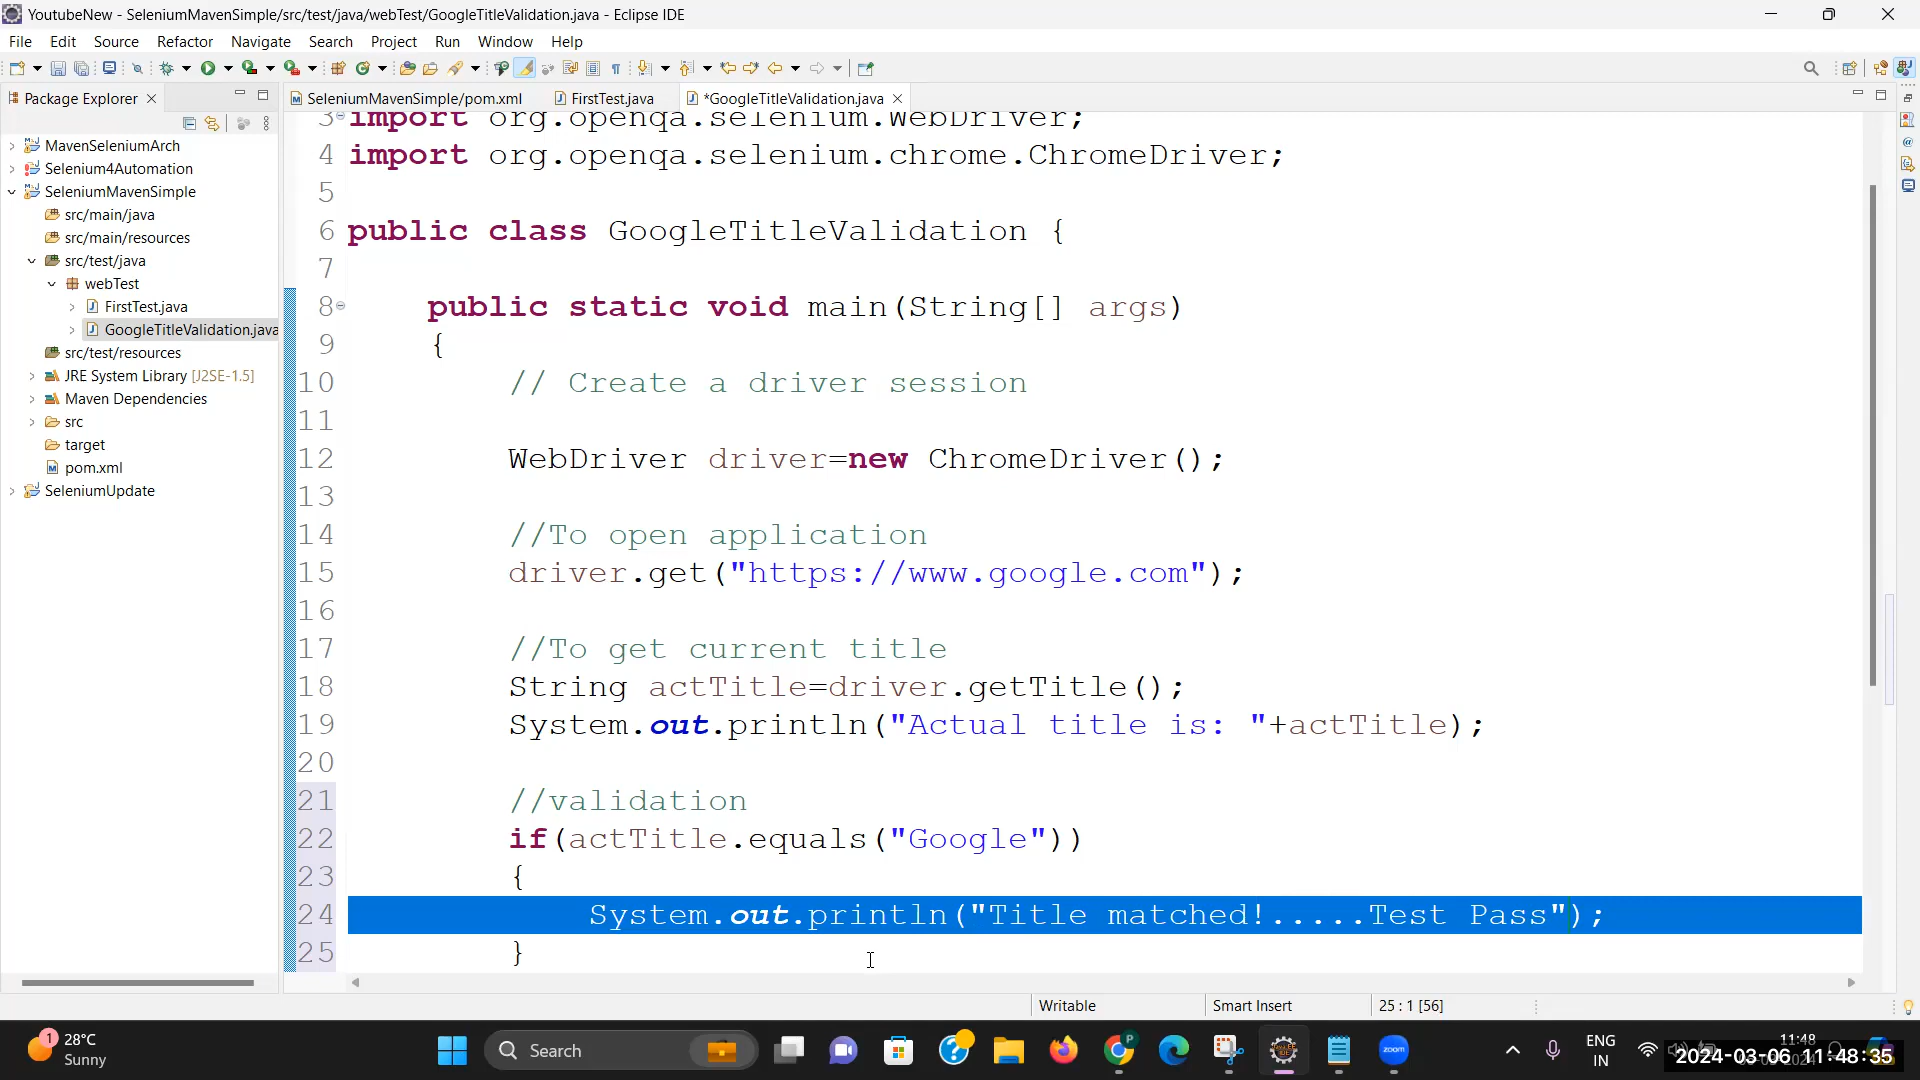 YoutubeNew - SeleniumMavenSimple/src/test/java/webTest/GoogleTitleValidation.java - Eclipse IDE
File Edit Source Refactor Navigate Search Project Run Window Help
Package Explorer
SeleniumMavenSimple/pom.xml FirstTest.java *GoogleTitleValidation.java
MavenSeleniumArch
Selenium4Automation
SeleniumMavenSimple
src/main/java
src/main/resources
src/test/java
webTest
FirstTest.java
GoogleTitleValidation.java
src/test/resources
JRE System Library [J2SE-1.5]
Maven Dependencies
src
target
pom.xml
SeleniumUpdate
3 import org.openqa.selenium.WebDriver;
4 import org.openqa.selenium.chrome.ChromeDriver;
5
6 public class GoogleTitleValidation {
7
8 public static void main(String[] args)
9 {
10 // Create a driver session
11
12 WebDriver driver=new ChromeDriver();
13
14 //To open application
15 driver.get("https://www.google.com");
16
17 //To get current title
18 String actTitle=driver.getTitle();
19 System.out.println("Actual title is: "+actTitle);
20
21 //validation
22 if(actTitle.equals("Google"))
23 {
24 System.out.println("Title matched!.....Test Pass");
25 }
Writable Smart Insert 25 : 1 [56]
1 28°C
Sunny
Search
zoom
ENG
IN
11:48
2024-03-06 11:48:35